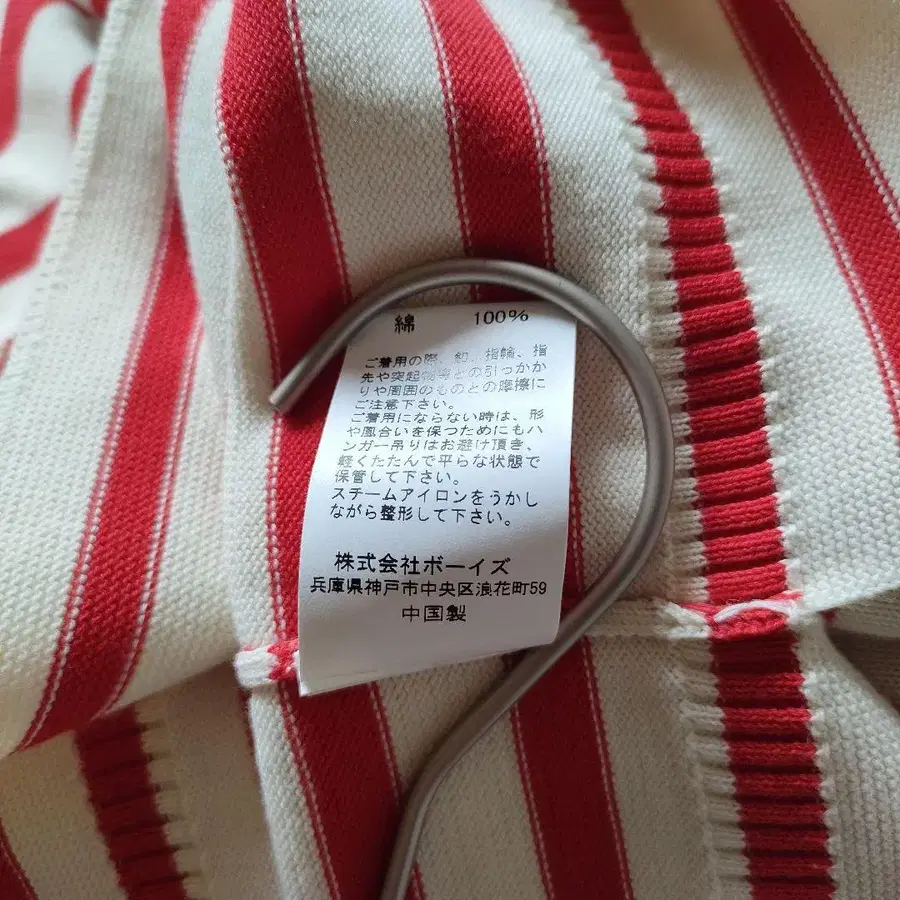 綿 100%
ご着用の際、釦、指輪、指
先や突起物等との引っかか
りや周囲のものとの摩擦に
ご注意下さい。
ご着用にならない時は、形
や風合いを保つためにもハ
ンガー吊りはお避け頂き、
軽くたたんで平らな状態で
保管して下さい。
スチームアイロンをうかし
ながら整形して下さい。
株式会社ボーイズ
兵庫県神戸市中央区浪花町59
中国製